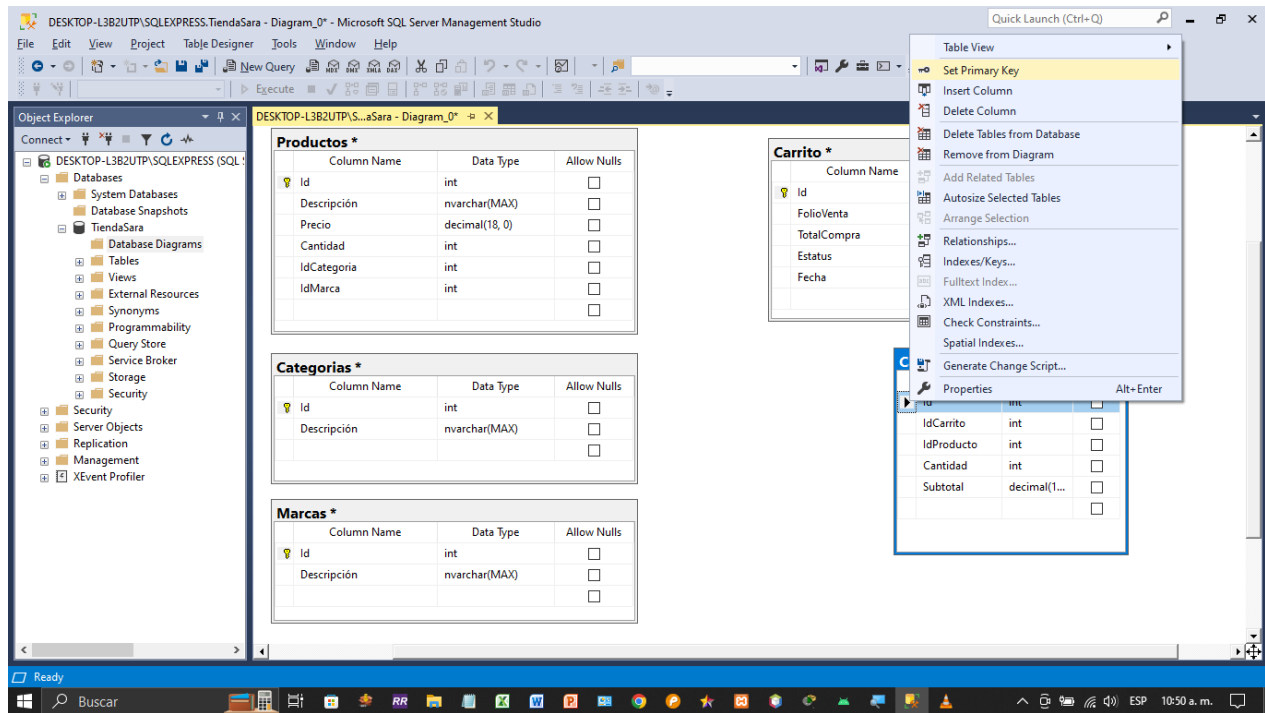 DESKTOP-L3B2UTP\SQLEXPRESS.TiendaSara - Diagram_0* - Microsoft SQL Server Management Studio
Quick Launch (Ctrl+Q)
File Edit View Project Table Designer Tools Window Help
New Query
Execute
Object Explorer
Connect
DESKTOP-L3B2UTP\SQLEXPRESS (SQL
Databases
System Databases
Database Snapshots
TiendaSara
Database Diagrams
Tables
Views
External Resources
Synonyms
Programmability
Query Store
Service Broker
Storage
Security
Security
Server Objects
Replication
Management
XEvent Profiler
DESKTOP-L3B2UTP\S...aSara - Diagram_0*
Productos *
Column Name Data Type Allow Nulls
Id int
Descripción nvarchar(MAX)
Precio decimal(18, 0)
Cantidad int
IdCategoria int
IdMarca int
Categorias *
Column Name Data Type Allow Nulls
Id int
Descripción nvarchar(MAX)
Marcas *
Column Name Data Type Allow Nulls
Id int
Descripción nvarchar(MAX)
Carrito *
Column Name
Id
FolioVenta
TotalCompra
Estatus
Fecha
Table View
Set Primary Key
Insert Column
Delete Column
Delete Tables from Database
Remove from Diagram
Add Related Tables
Autosize Selected Tables
Arrange Selection
Relationships...
Indexes/Keys...
Fulltext Index...
XML Indexes...
Check Constraints...
Spatial Indexes...
Generate Change Script...
Properties Alt+Enter
C
Id int
IdCarrito int
IdProducto int
Cantidad int
Subtotal decimal(1...
Ready
Buscar
ESP 10:50 a. m.